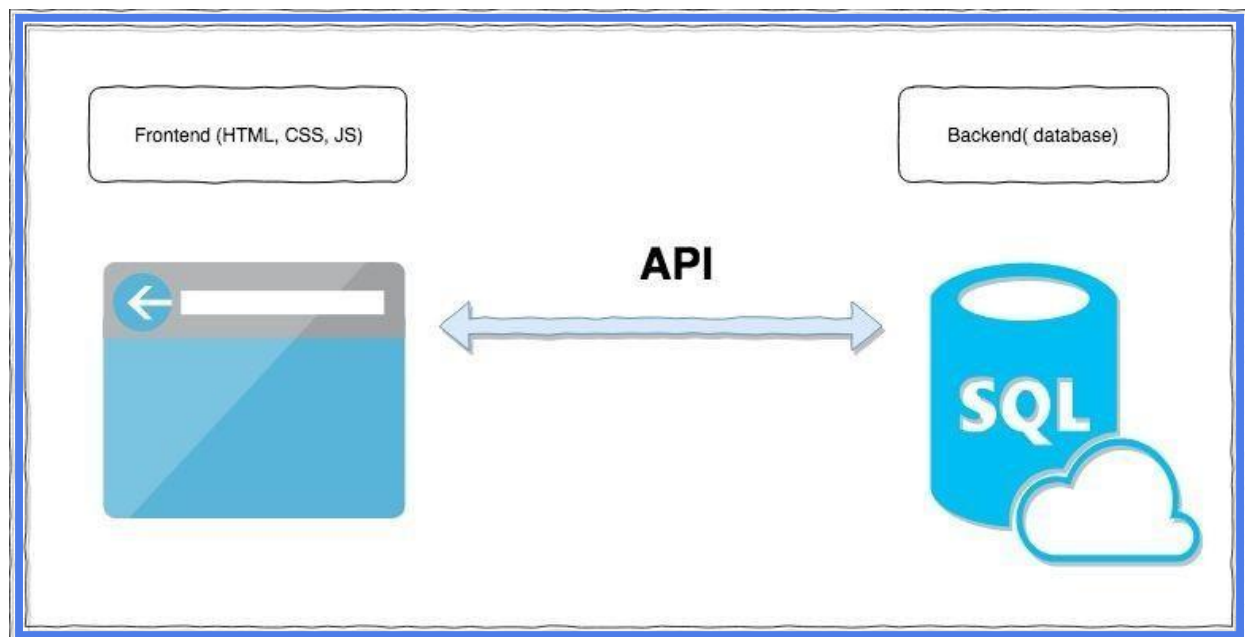 Frontend (HTML, CSS, JS)
Backend( database)
API
SQL